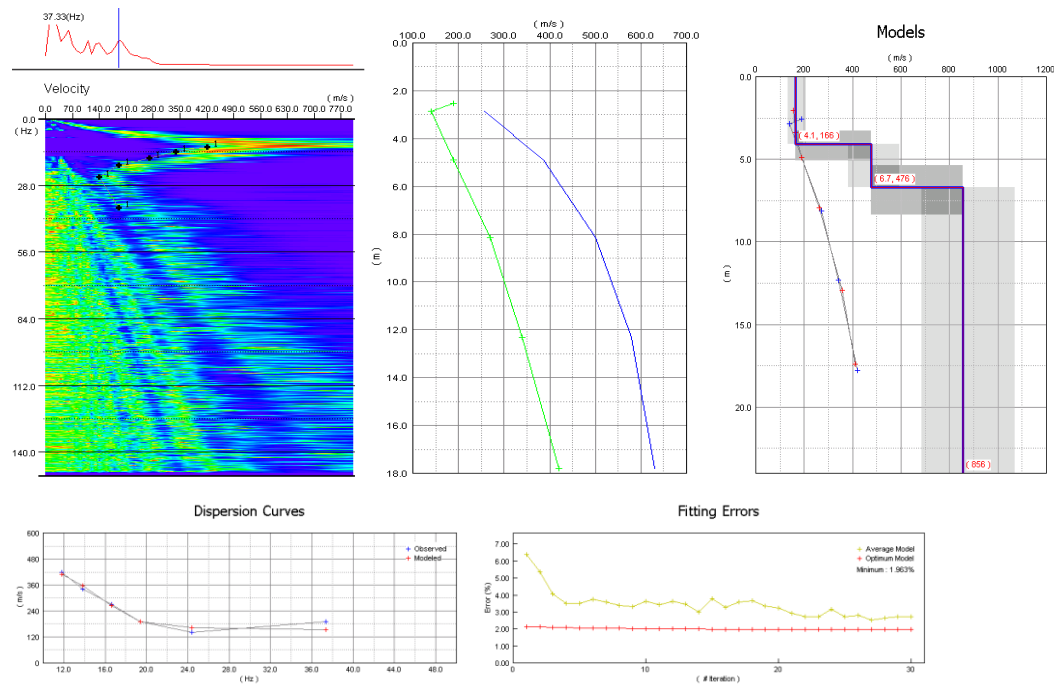 37.33(Hz)
Velocity
( m/s )
0.0 70.0 140.0 210.0 280.0 350.0 420.0 490.0 560.0 630.0 700.0 770.0
0.0
( Hz )
28.0
56.0
84.0
112.0
140.0
1
1
1
1
1
1
( m/s )
100.0 200.0 300.0 400.0 500.0 600.0 700.0
0.0
2.0
4.0
6.0
8.0
( m )
10.0
12.0
14.0
16.0
18.0
Models
( m/s )
0 200 400 600 800 1000 1200
0.0
5.0
10.0
( m )
15.0
20.0
( 4.1, 166 )
( 6.7, 476 )
( 856 )
Dispersion Curves
600
480
360
( m/s )
240
120
0
12.0 16.0 20.0 24.0 28.0 32.0 36.0 40.0 44.0 48.0
( Hz )
Observed
Modeled
Fitting Errors
7.00
6.00
5.00
4.00
3.00
2.00
1.00
0.00
Error (%)
0 10 20 30
( # Iteration )
Average Model
Optimum Model
Minimum : 1.963%